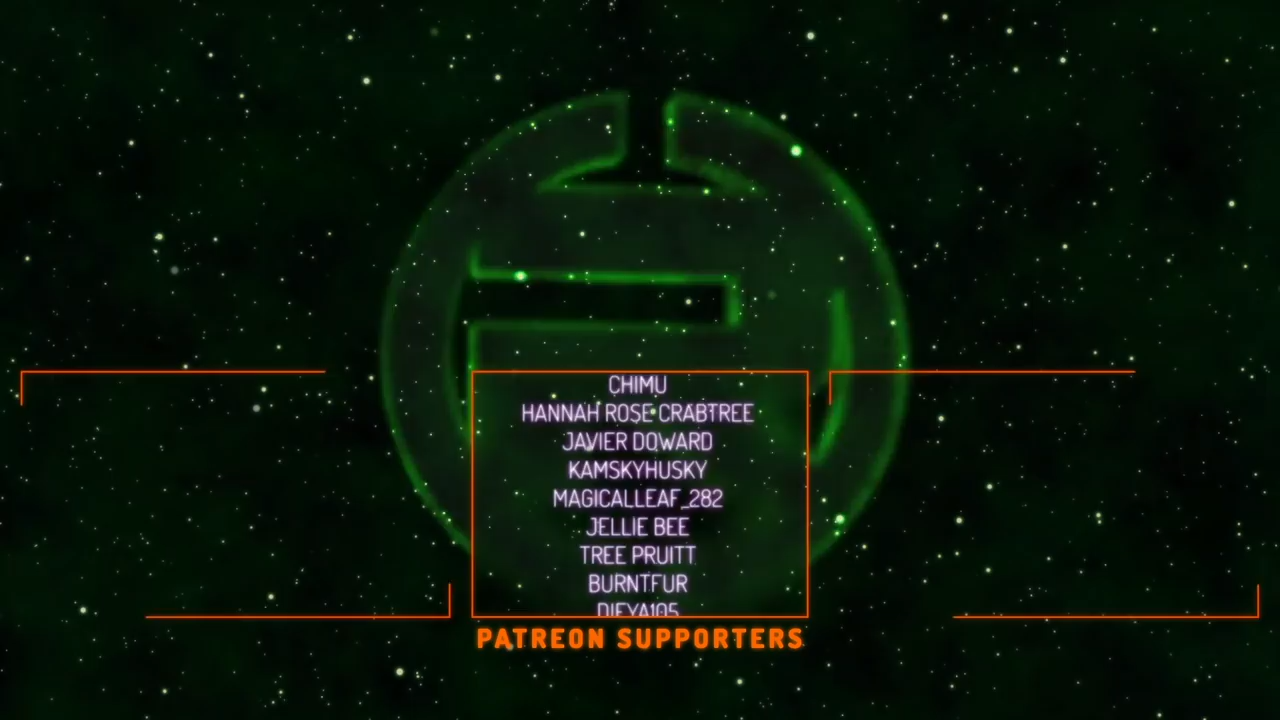 CHIMU
HANNAH ROSE CRABTREE
JAVIER DOWARD
KAMSKYHUSKY
MAGICALLEAF_282
JELLIE BEE
TREE PRUITT
BURNTFUR
PATREON SUPPORTERS